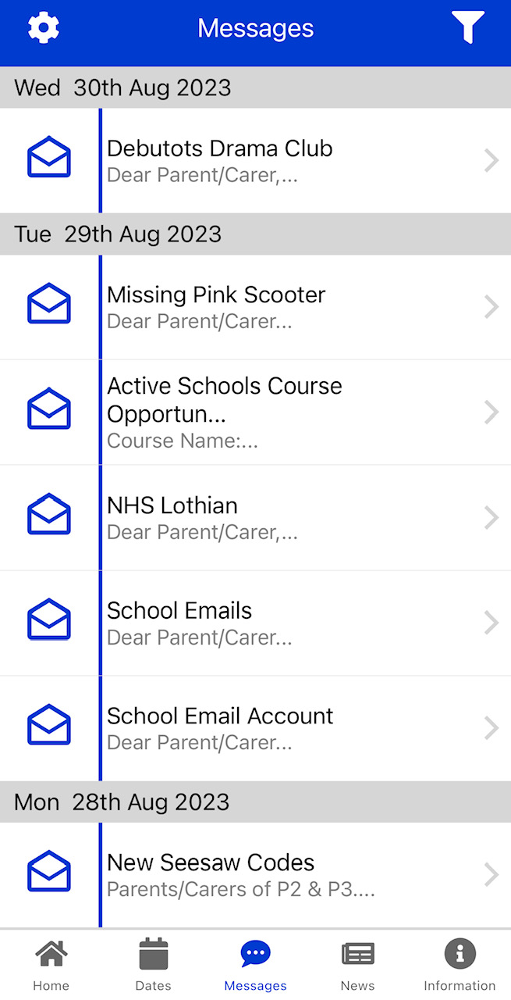 Messages
Wed 30th Aug 2023
Debutots Drama Club
Dear Parent/Carer,...
Tue 29th Aug 2023
Missing Pink Scooter
Dear Parent/Carer...
Active Schools Course
Opportun...
Course Name:...
NHS Lothian
Dear Parent/Carer,...
School Emails
Dear Parent/Carer...
School Email Account
Dear Parent/Carer...
Mon 28th Aug 2023
New Seesaw Codes
Parents/Carers of P2 & P3....
Home Dates Messages News Information